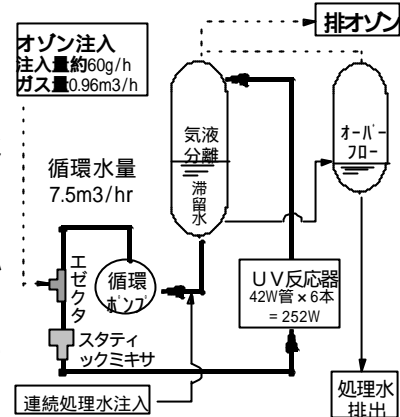 排オゾン
オゾン注入
注入量約60g/h
ガス量0.96m3/h
気液
分離
滞留水
オーバー
フロー
循環水量
7.5m3/hr
エゼクタ
循環
ポンプ
スタティ
ックミキサ
UV反応器
42W管×6本
= 252W
連続処理水注入
処理水
排出